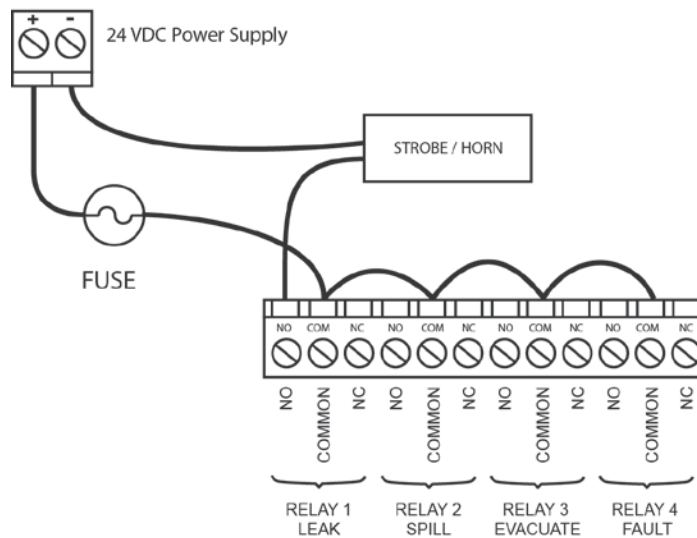 + -
24 VDC Power Supply
STROBE / HORN
FUSE
NO COM NC NO COM NC NO COM NC NO COM NC
NO COMMON NC NO COMMON NC NO COMMON NC NO COMMON NC
RELAY 1 RELAY 2 RELAY 3 RELAY 4
LEAK SPILL EVACUATE FAULT